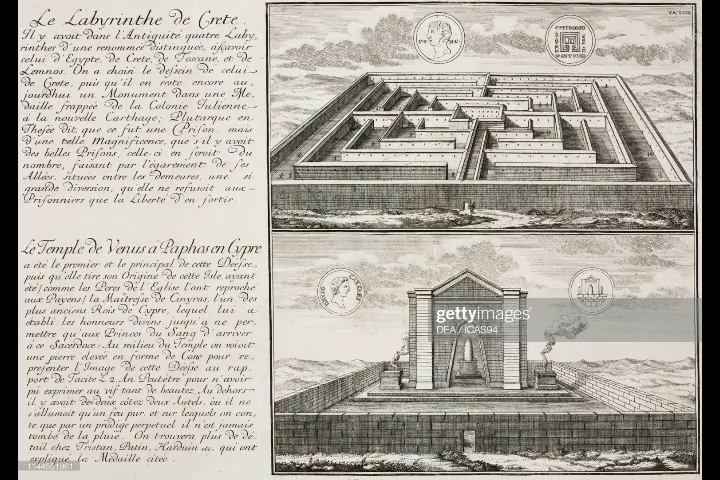 Le Labyrinthe de Crete.
Il y avoit dans l'Antiquité quatre Laby,
rinthes d'une renommée distinguée, ascavoir
celui d'Egypte, de Crete, de Toscane, et de
Lemnos. On a choisi le dessein de celui
de Crete, puis qu'il en reste encore au
jourdhui un Monument dans une Me,
daille frappée de la Colonie Iulienne
a la nouvelle Carthage; Plutarque en
Thesée dit, que ce fut une Prison, mais
d'une telle Magnificence, que s'il y avoit
des belles Prisons, celle-ci en seroit du
nombre, faisant par l'égarement de ses
Allées, situées entre les demeures, une si
grande diversion, qu'elle ne refusoit aux
Prisonniers que la Liberté d'en sortir.
Le Temple de Venus a Paphos en Cypre
a été le premier et le principal de cette Déesse,
puis qu'elle tire son Origine de cette Isle, ayant
été (comme les Peres de l'Eglise l'ont reproché
aux Payens) la Maitresse de Cinyras, l'un des
plus anciens Rois de Cypre, lequel lui a
établi les honneurs divins, jusqu'à ne per,
mettre qu'aux Princes du Sang d'arriver
à ce Sacerdoce. Au milieu du Temple on voioit
une pierre elevée en forme de Cone pour re,
presenter l'Image de cette Déesse au rap,
port de Tacite L. 2. An. Peutetre pour n'avoir
pû exprimer au vif tant de beautez. Au dehors
il y avoit des deux côtez deux Autels, où il ne
s'allumoit qu'un feu pur, et sur lesquels on con,
te que par un prodige perpetuel il n'est jamais
tombé de la pluie. On trouvera plus de dé,
tail chez Tristan, Patin, Harduin etc. qui ont
expliqué la Médaille citée.
gettyimages
DEA / ICAS94
1144551961